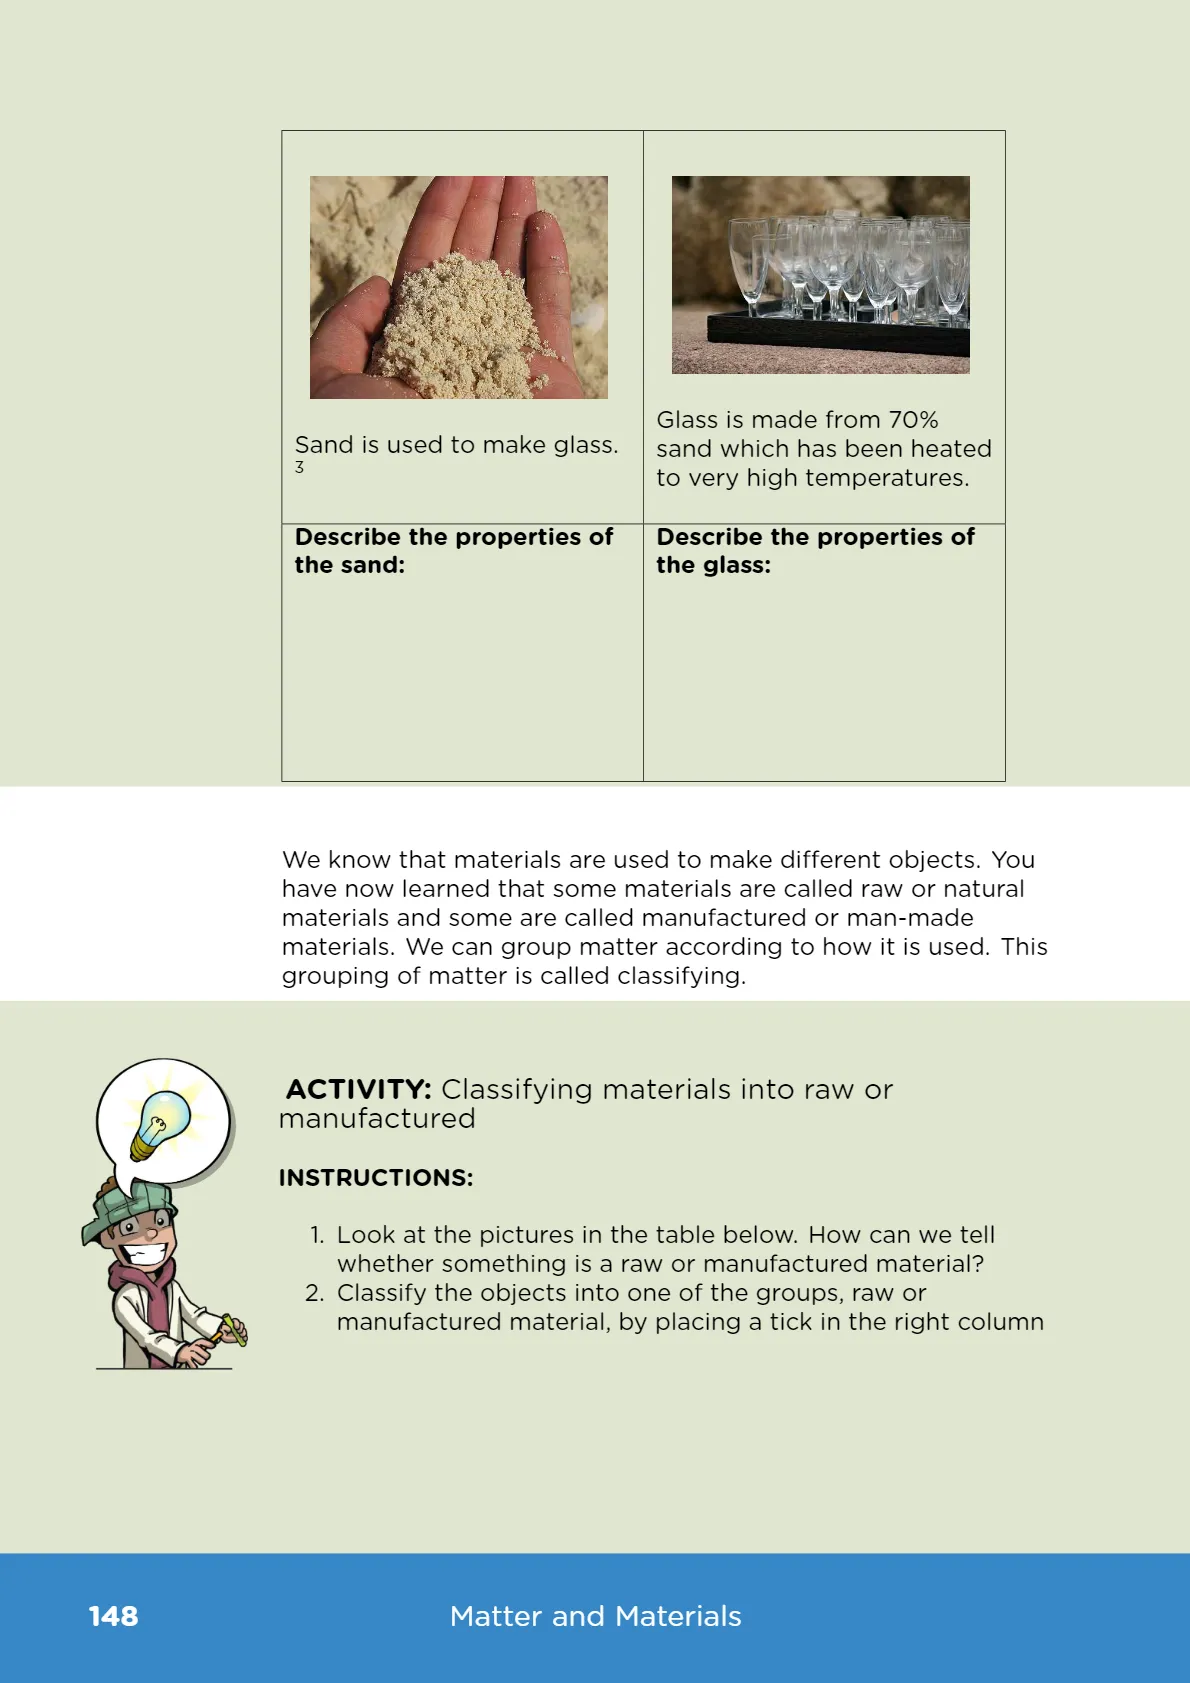 Sand is used to make glass.
3
Glass is made from 70%
sand which has been heated
to very high temperatures.
Describe the properties of
the sand:
Describe the properties of
the glass:
We know that materials are used to make different objects. You
have now learned that some materials are called raw or natural
materials and some are called manufactured or man-made
materials. We can group matter according to how it is used. This
grouping of matter is called classifying.
ACTIVITY: Classifying materials into raw or
manufactured
INSTRUCTIONS:
1. Look at the pictures in the table below. How can we tell
whether something is a raw or manufactured material?
2. Classify the objects into one of the groups, raw or
manufactured material, by placing a tick in the right column
148
Matter and Materials